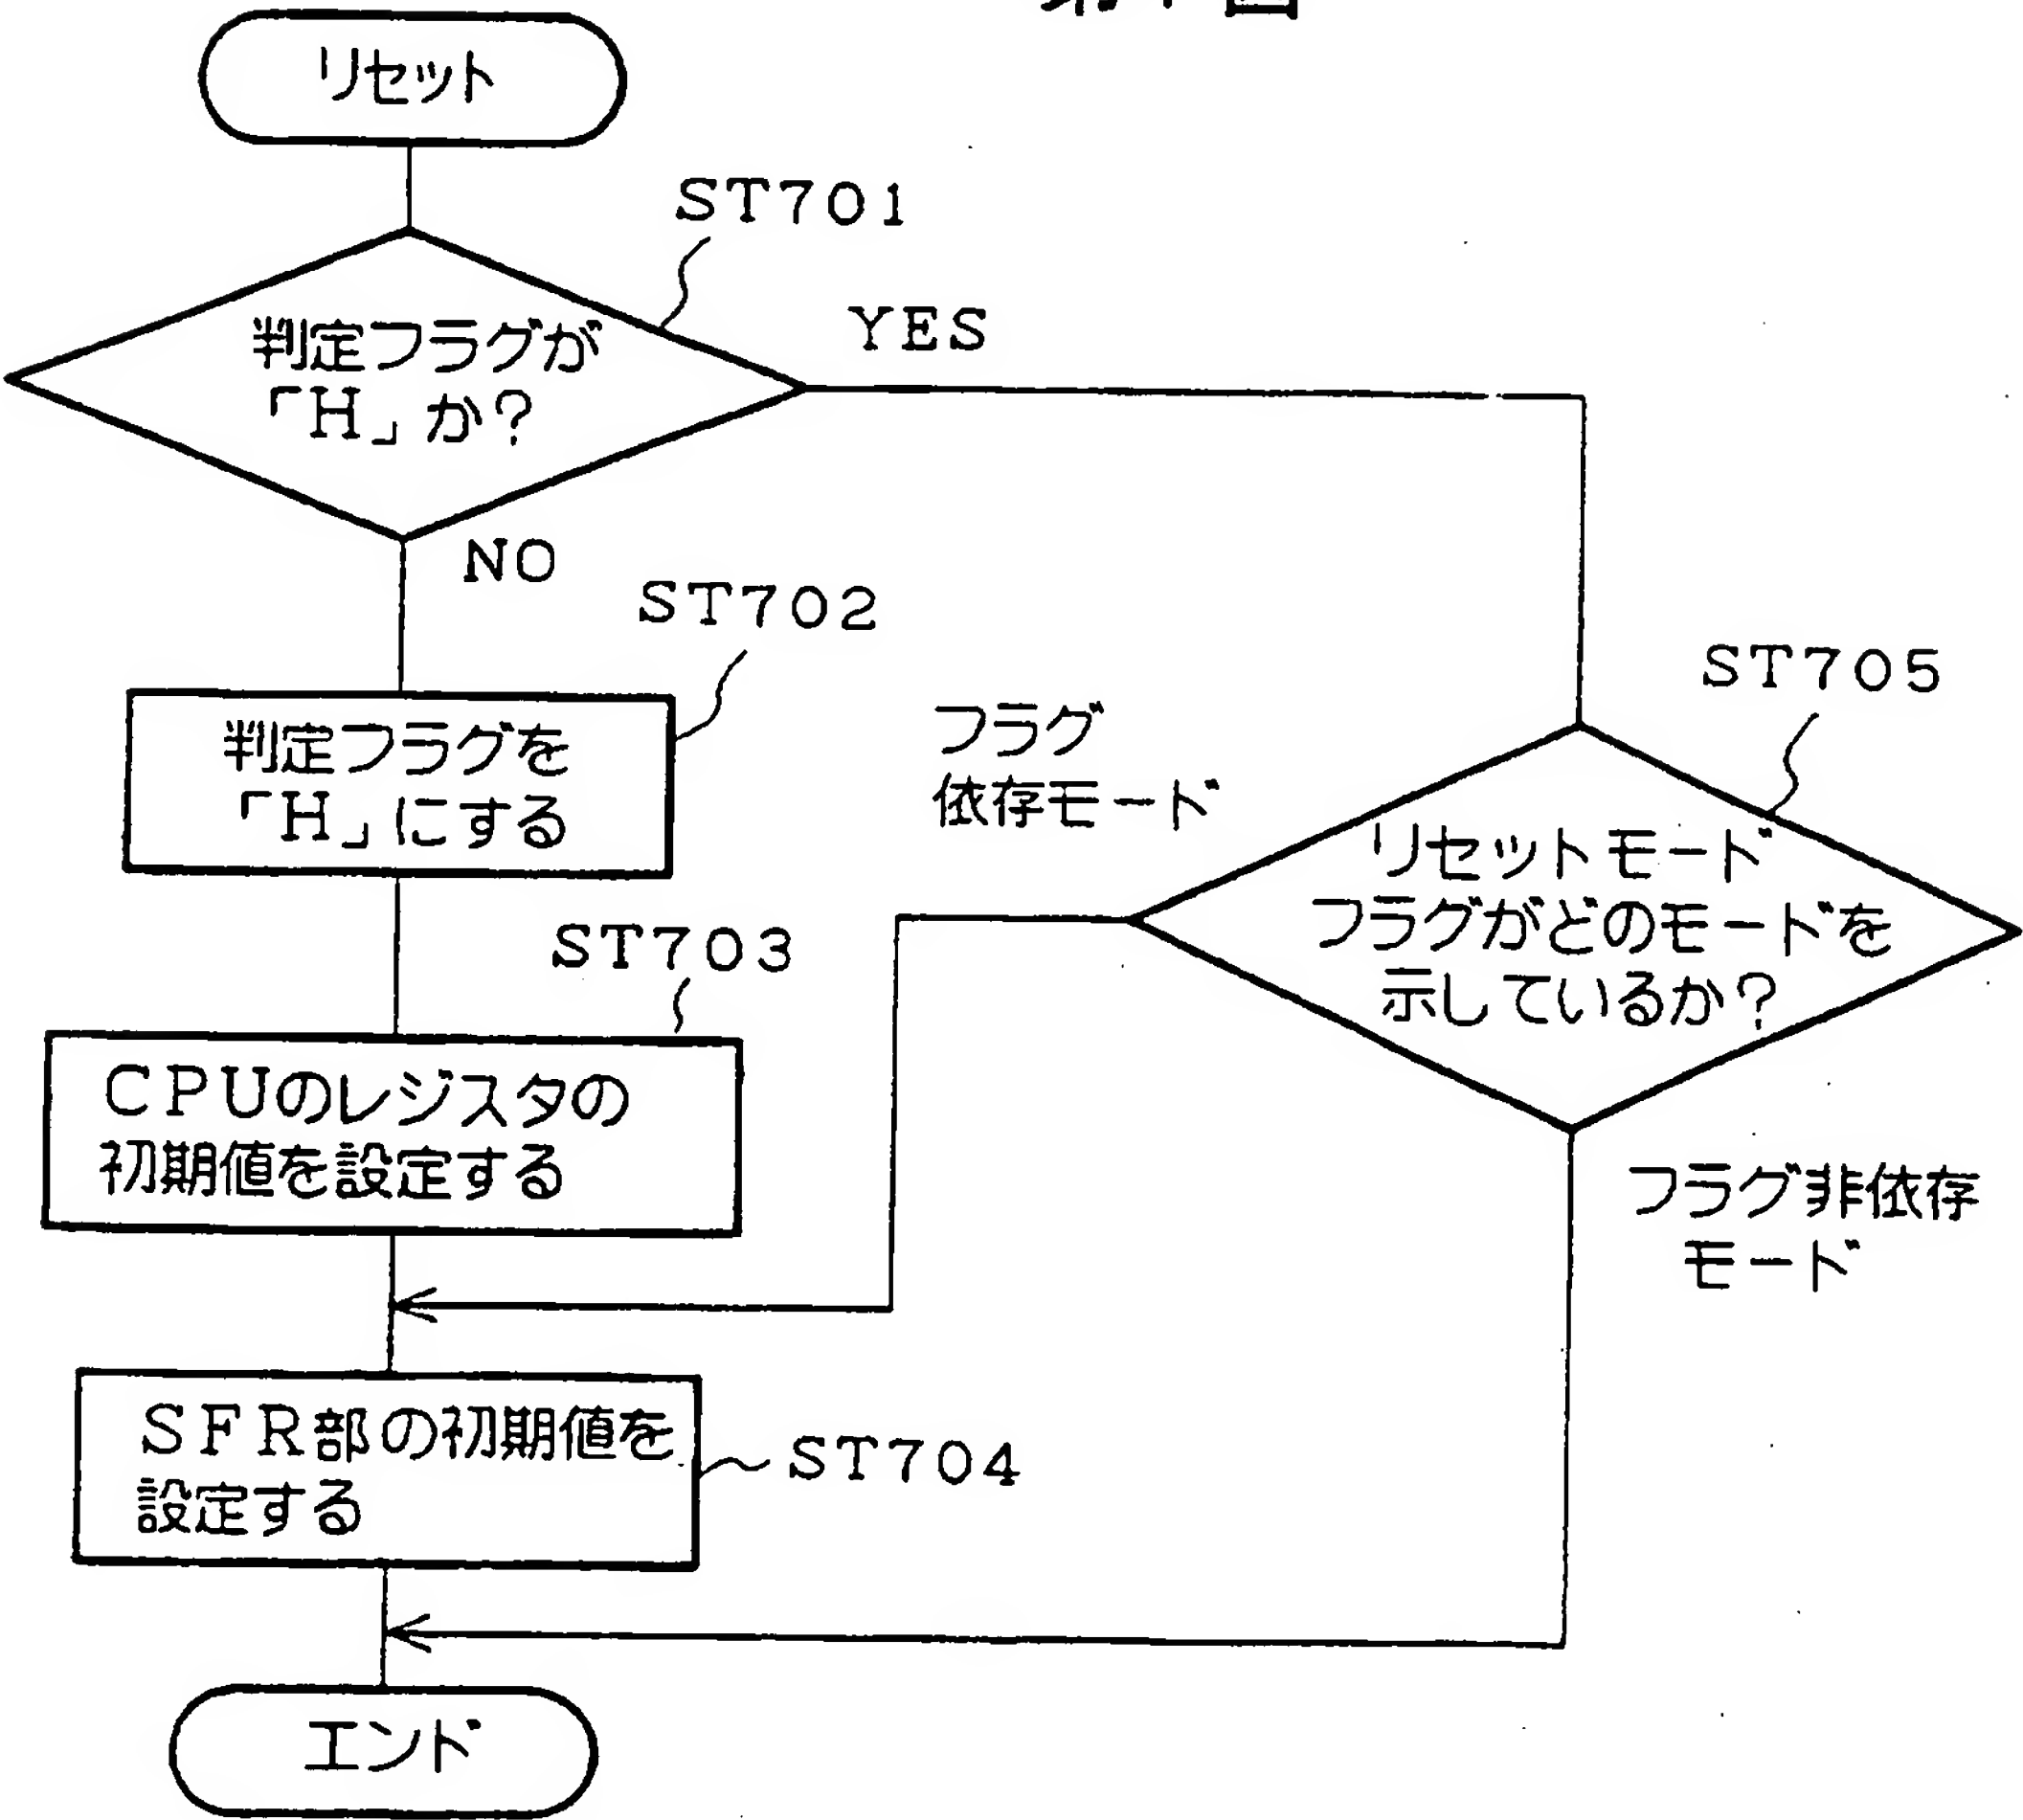 リセット
ST701
判定フラグが
「H」か?
YES
NO
ST702
判定フラグを
「H」にする
フラグ
依存モード
ST705
リセットモード
フラグがどのモードを
示しているか?
ST703
CPUのレジスタの
初期値を設定する
フラグ非依存
モード
SFR部の初期値を
設定する
ST704
エンド